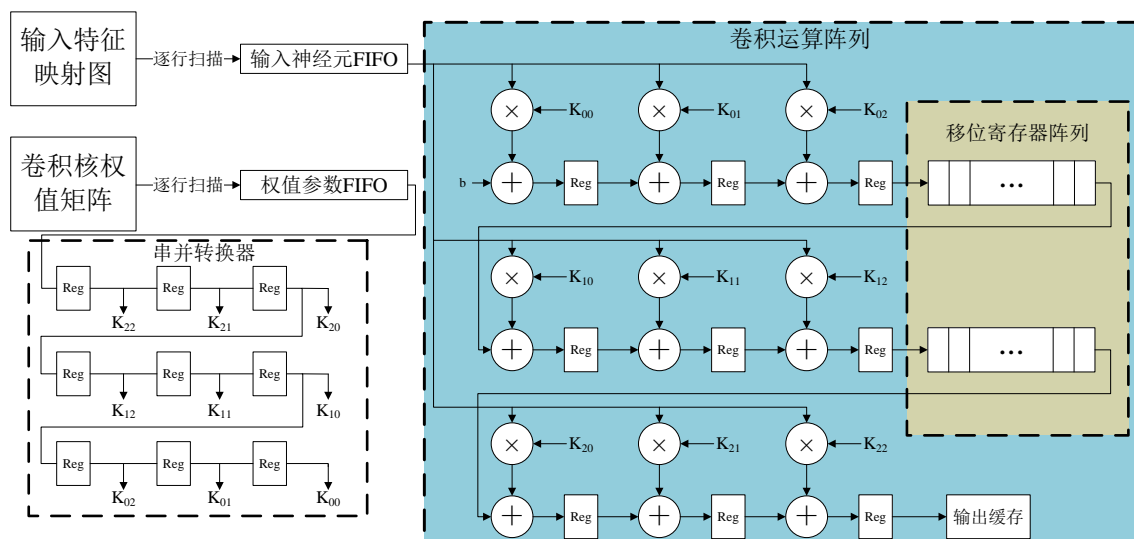 输入特征
映射图
逐行扫描
输入神经元FIFO
卷积核权
值矩阵
逐行扫描
权值参数FIFO
串并转换器
Reg Reg Reg
K22 K21 K20
Reg Reg Reg
K12 K11 K10
Reg Reg Reg
K02 K01 K00
卷积运算阵列
× K00 × K01 × K02
b + Reg + Reg + Reg
移位寄存器阵列
...
× K10 × K11 × K12
+ Reg + Reg + Reg
...
× K20 × K21 × K22
+ Reg + Reg + Reg
输出缓存